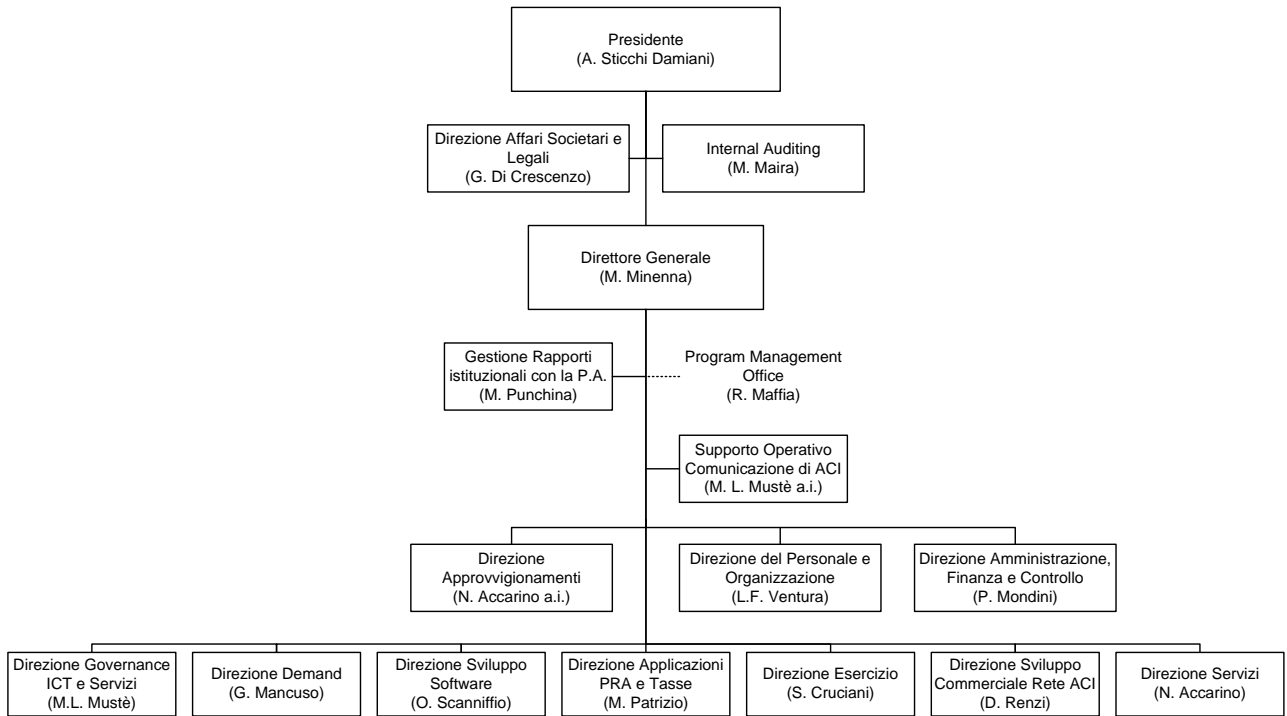 Presidente
(A. Sticchi Damiani)
Direzione Affari Societari e
Legali
(G. Di Crescenzo)
Internal Auditing
(M. Maira)
Direttore Generale
(M. Minenna)
Gestione Rapporti
istituzionali con la P.A.
(M. Punchina)
Program Management
Office
(R. Maffia)
Supporto Operativo
Comunicazione di ACI
(M. L. Mustè a.i.)
Direzione
Approvvigionamenti
(N. Accarino a.i.)
Direzione del Personale e
Organizzazione
(L.F. Ventura)
Direzione Amministrazione,
Finanza e Controllo
(P. Mondini)
Direzione Governance
ICT e Servizi
(M.L. Mustè)
Direzione Demand
(G. Mancuso)
Direzione Sviluppo
Software
(O. Scanniffio)
Direzione Applicazioni
PRA e Tasse
(M. Patrizio)
Direzione Esercizio
(S. Cruciani)
Direzione Sviluppo
Commerciale Rete ACI
(D. Renzi)
Direzione Servizi
(N. Accarino)